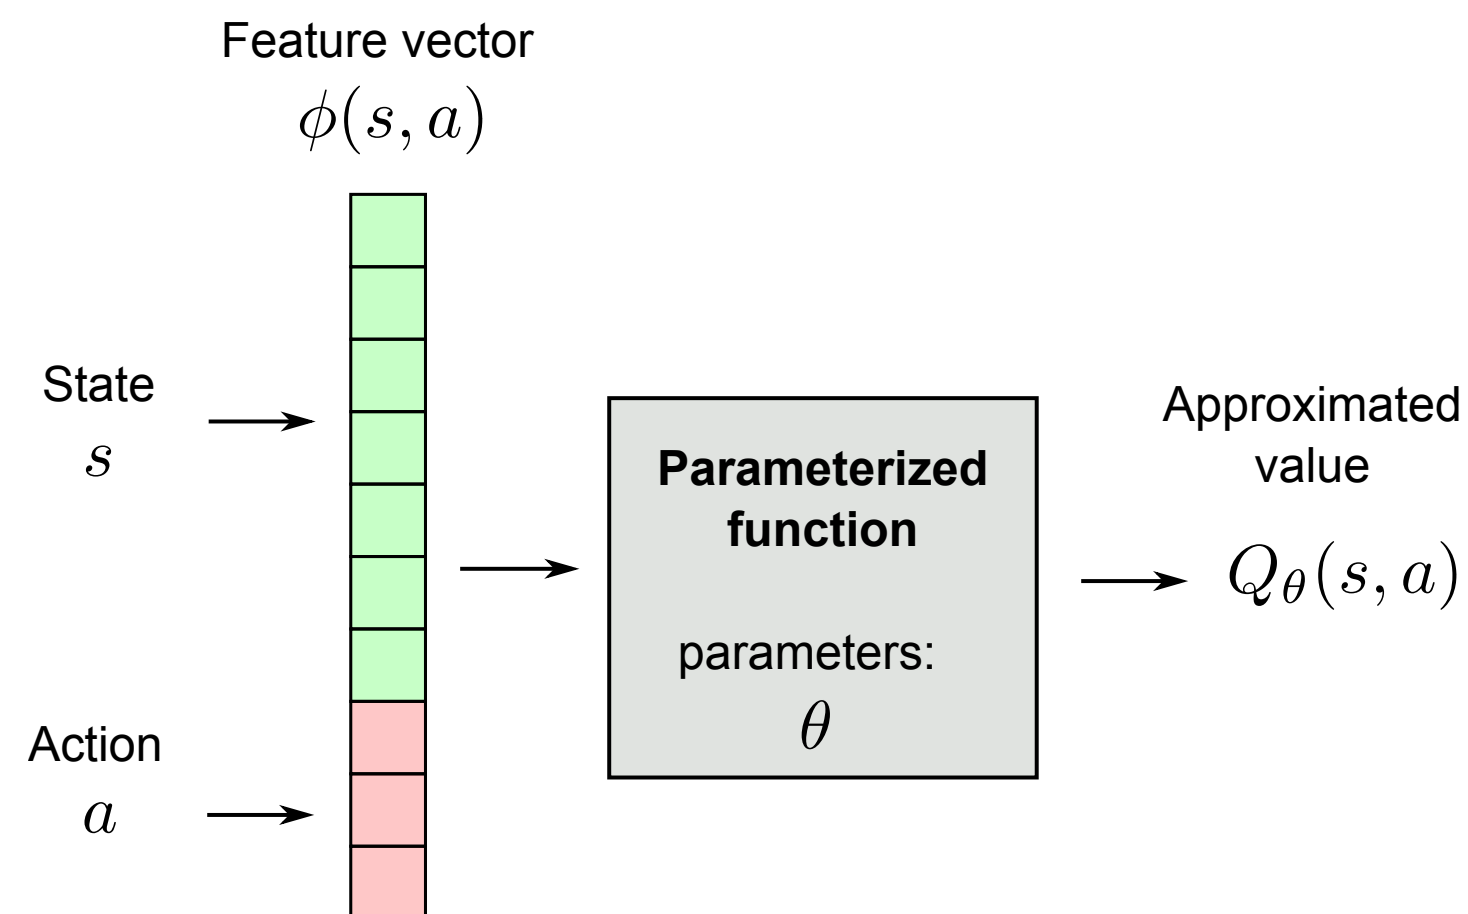 Feature vector
ϕ(s, a)
State
s
Action
a
Parameterized
function
parameters:
θ
Approximated
value
Q_θ(s, a)